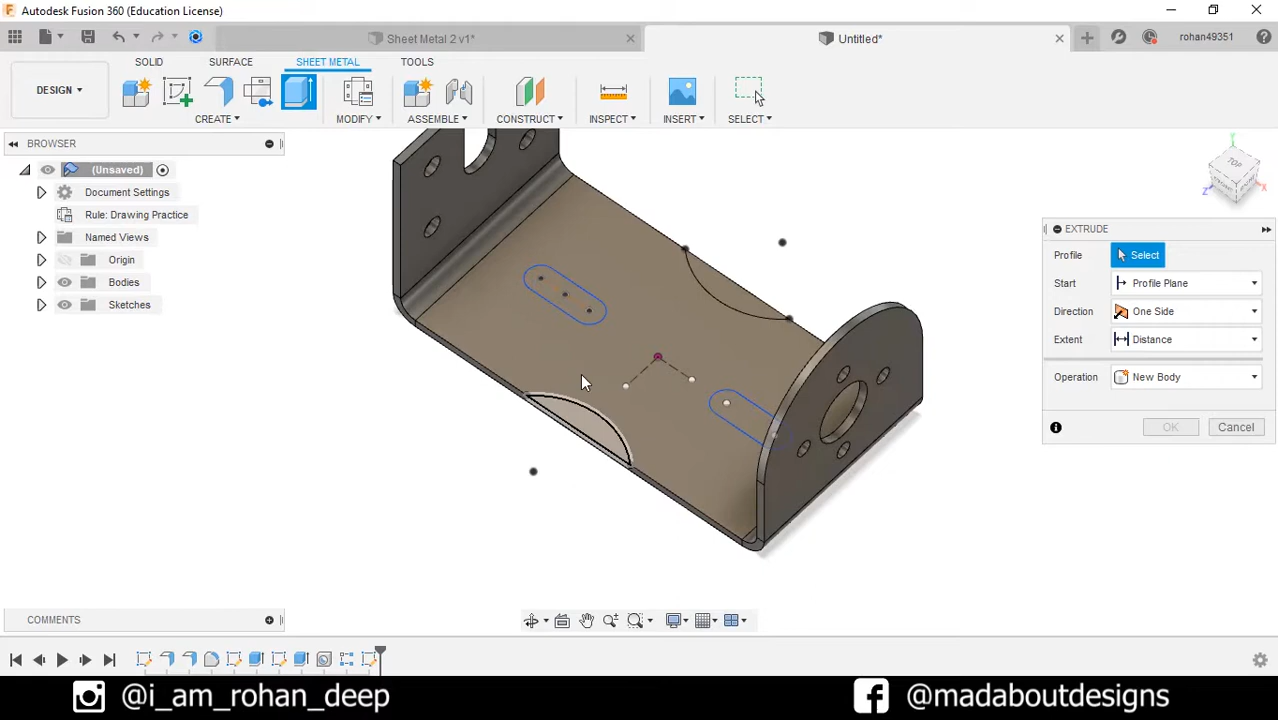 Autodesk Fusion 360 (Education License)
Sheet Metal 2 v1*
Untitled*
rohan49351
SOLID
SURFACE
SHEET METAL
TOOLS
DESIGN
CREATE
MODIFY
ASSEMBLE
CONSTRUCT
INSPECT
INSERT
SELECT
BROWSER
(Unsaved)
Document Settings
Rule: Drawing Practice
Named Views
Origin
Bodies
Sketches
TOP
Y
Z
X
EXTRUDE
Profile
Select
Start
Profile Plane
Direction
One Side
Extent
Distance
Operation
New Body
OK
Cancel
COMMENTS
@i_am_rohan_deep
@madaboutdesigns